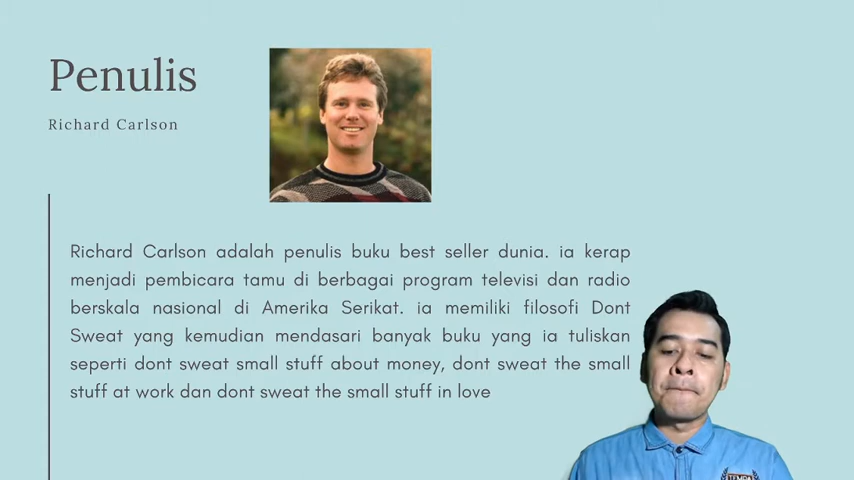 Penulis
Richard Carlson
Richard Carlson adalah penulis buku best seller dunia. ia kerap
menjadi pembicara tamu di berbagai program televisi dan radio
berskala nasional di Amerika Serikat. ia memiliki filosofi Dont
Sweat yang kemudian mendasari banyak buku yang ia tuliskan
seperti dont sweat small stuff about money, dont sweat the small
stuff at work dan dont sweat the small stuff in love